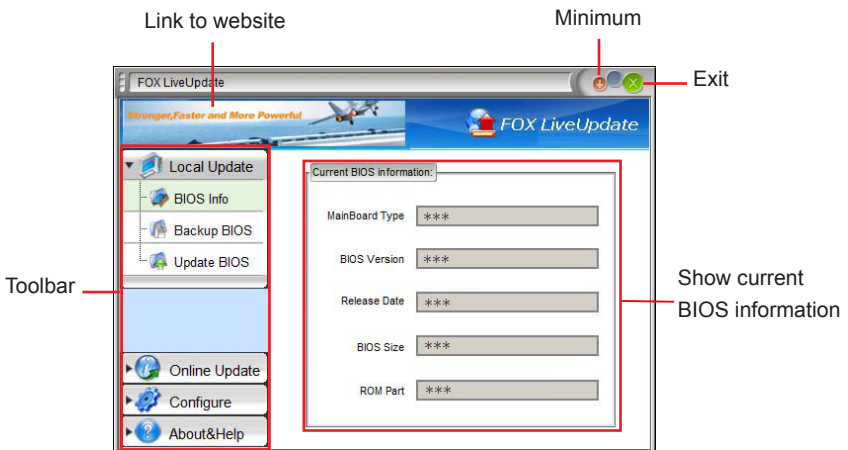 Link to website
Minimum
Exit
FOX LiveUpdate
Stronger,Faster and More Powerful
FOX LiveUpdate
Local Update
BIOS Info
Backup BIOS
Update BIOS
Toolbar
Online Update
Configure
About&Help
Current BIOS information:
MainBoard Type ***
BIOS Version ***
Release Date ***
BIOS Size ***
ROM Part ***
Show current
BIOS information